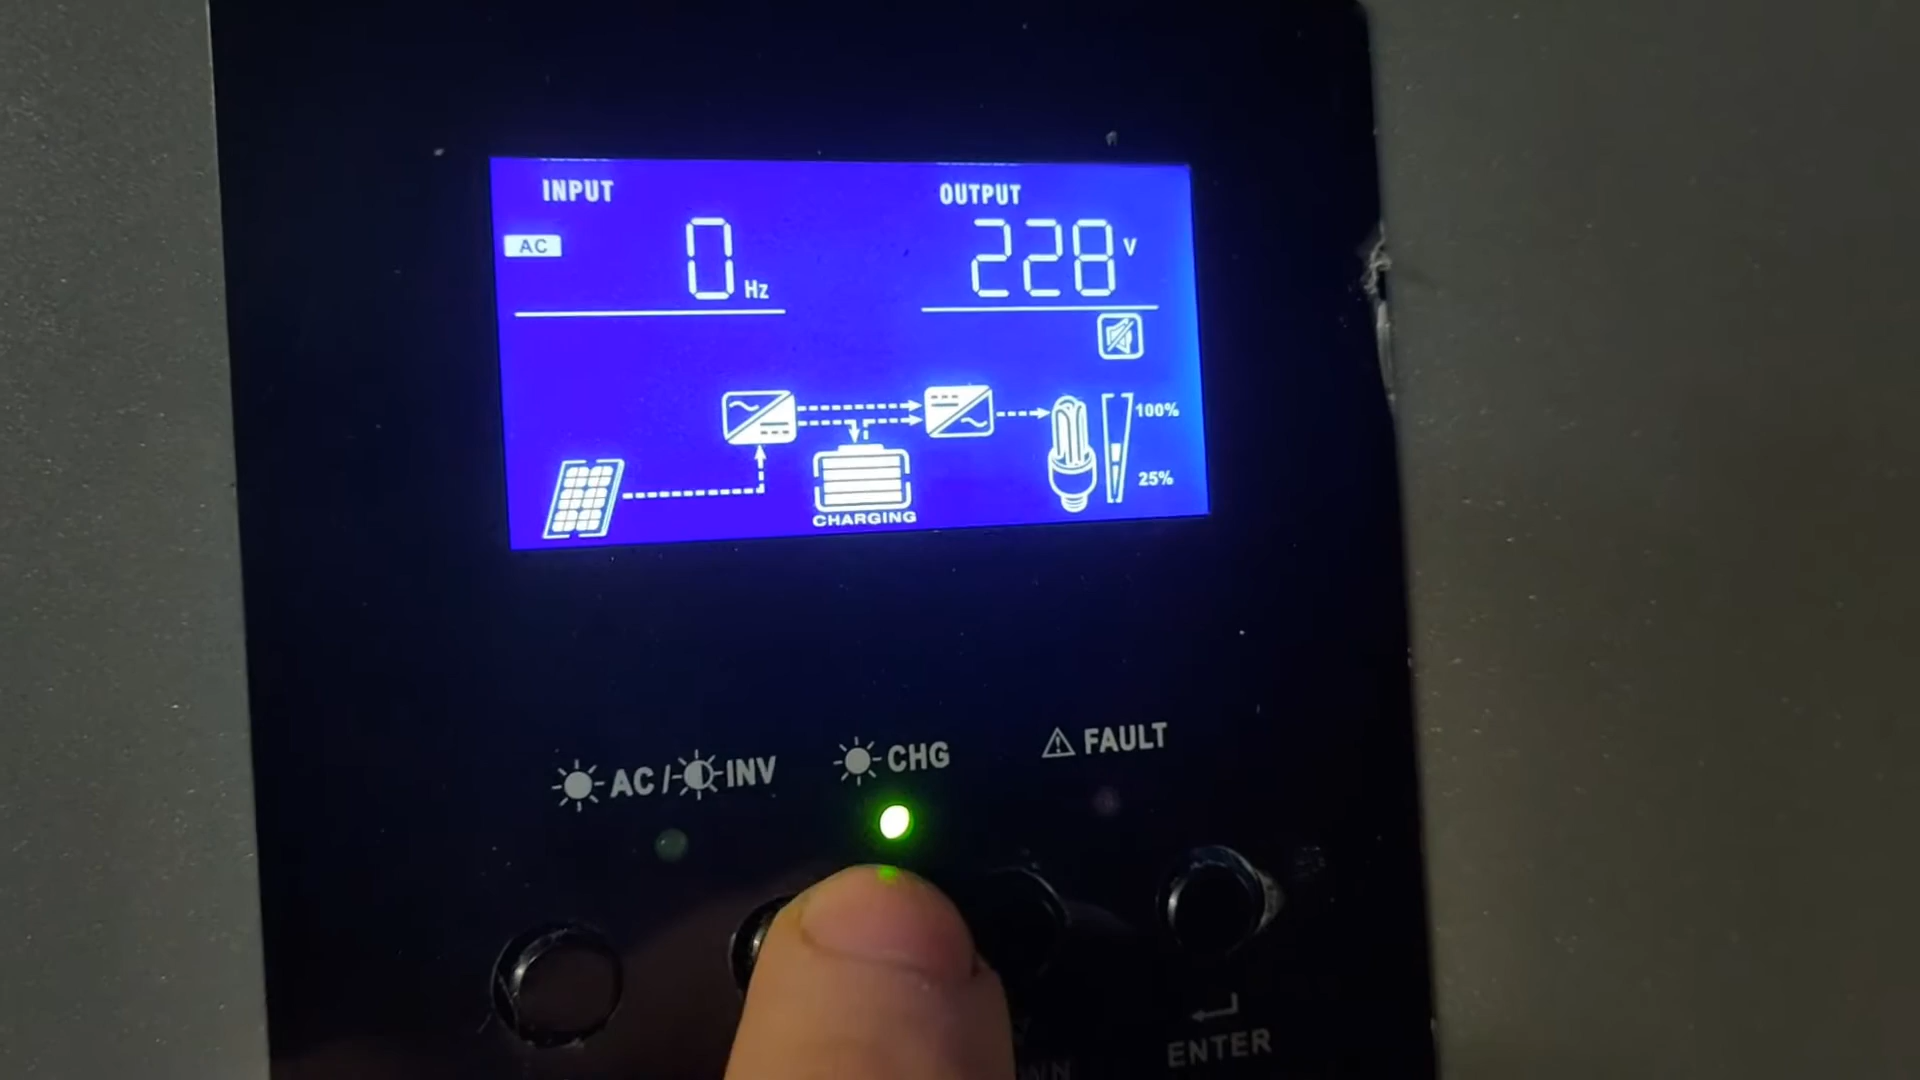 INPUT
OUTPUT
AC
0 Hz
228 V
100%
25%
CHARGING
AC / INV
CHG
FAULT
ENTER